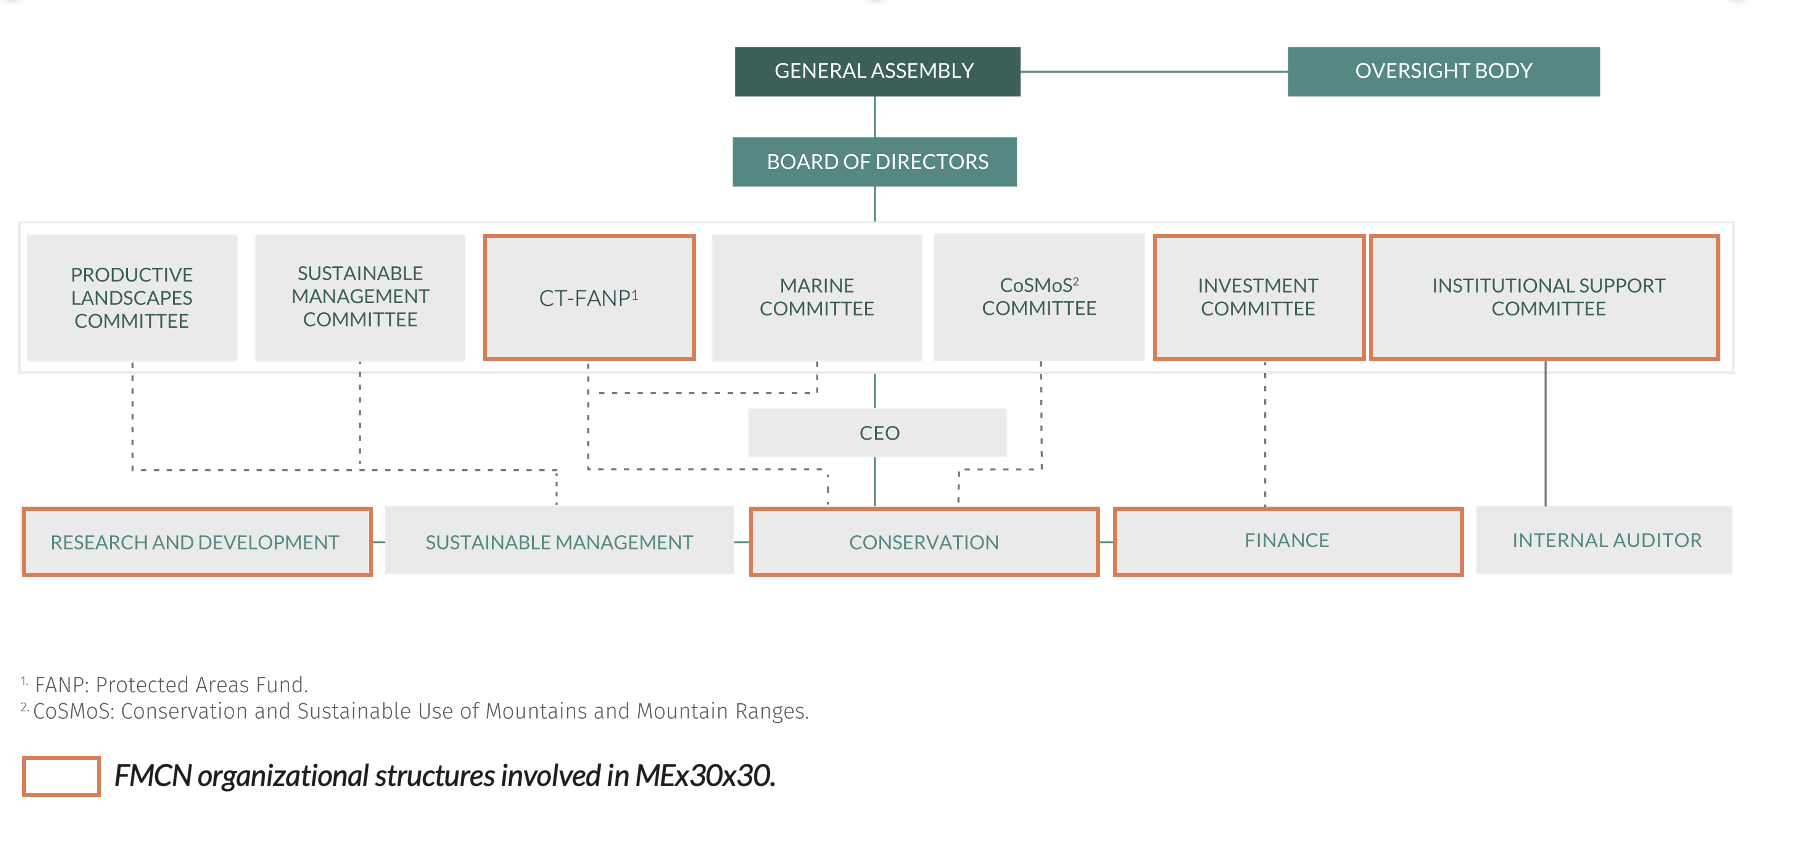 GENERAL ASSEMBLY
OVERSIGHT BODY
BOARD OF DIRECTORS
PRODUCTIVE
LANDSCAPES
COMMITTEE
SUSTAINABLE
MANAGEMENT
COMMITTEE
CT-FANP¹
MARINE
COMMITTEE
CoSMoS²
COMMITTEE
INVESTMENT
COMMITTEE
INSTITUTIONAL SUPPORT
COMMITTEE
CEO
RESEARCH AND DEVELOPMENT
SUSTAINABLE MANAGEMENT
CONSERVATION
FINANCE
INTERNAL AUDITOR
¹· FANP: Protected Areas Fund.
²· CoSMoS: Conservation and Sustainable Use of Mountains and Mountain Ranges.
FMCN organizational structures involved in MEx30x30.